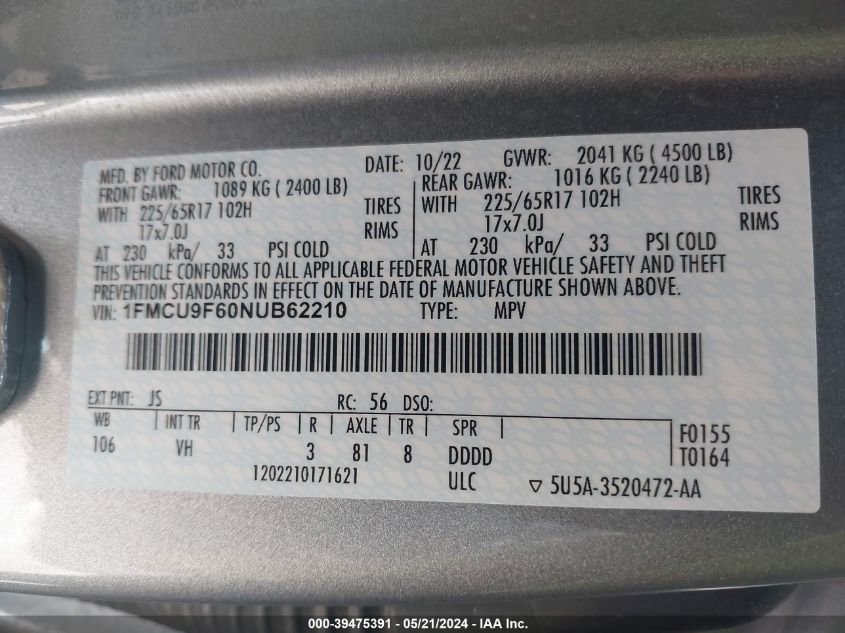 MFD. BY FORD MOTOR CO. DATE: 10/22 GVWR: 2041 KG ( 4500 LB)
FRONT GAWR: 1089 KG ( 2400 LB) REAR GAWR: 1016 KG ( 2240 LB)
WITH 225/65R17 102H TIRES WITH 225/65R17 102H TIRES
17x7.0J RIMS 17x7.0J RIMS
AT 230 kPa/ 33 PSI COLD AT 230 kPa/ 33 PSI COLD
THIS VEHICLE CONFORMS TO ALL APPLICABLE FEDERAL MOTOR VEHICLE SAFETY AND THEFT
PREVENTION STANDARDS IN EFFECT ON THE DATE OF MANUFACTURE SHOWN ABOVE.
VIN: 1FMCU9F60NUB62210 TYPE: MPV
EXT PNT: JS RC: 56 DSO:
WB INT TR TP/PS R AXLE TR SPR F0155
106 VH 3 81 8 DDDD T0164
1202210171621 ULC ▽ 5U5A-3520472-AA
000-39475391 - 05/21/2024 - IAA Inc.